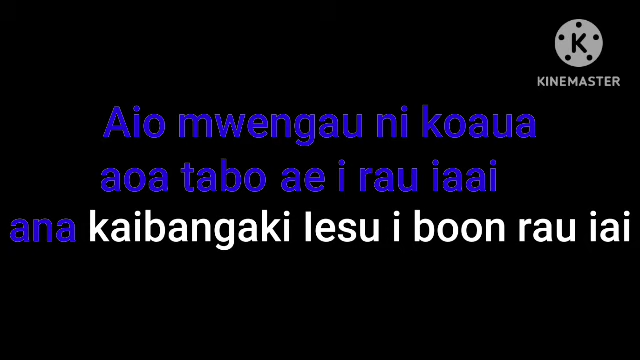 KINEMASTER
Aio mwengau ni koaua
aoa tabo ae i rau iaai
ana kaibangaki Iesu i boon rau iai